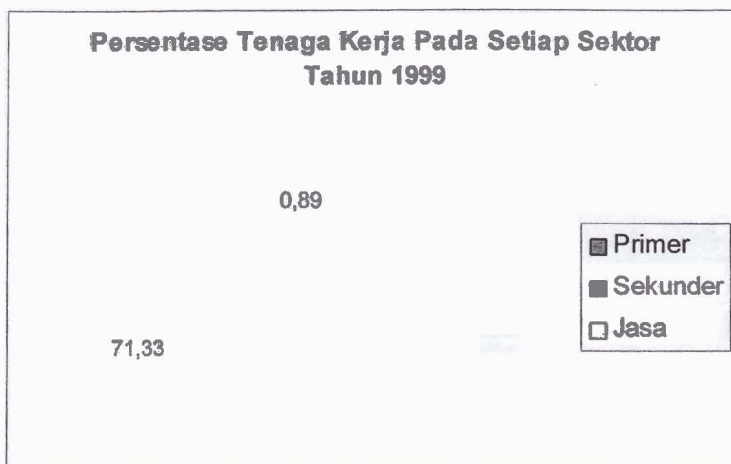 Persentase Tenaga Kerja Pada Setiap Sektor
Tahun 1999
0,89
71,33
Primer
Sekunder
Jasa